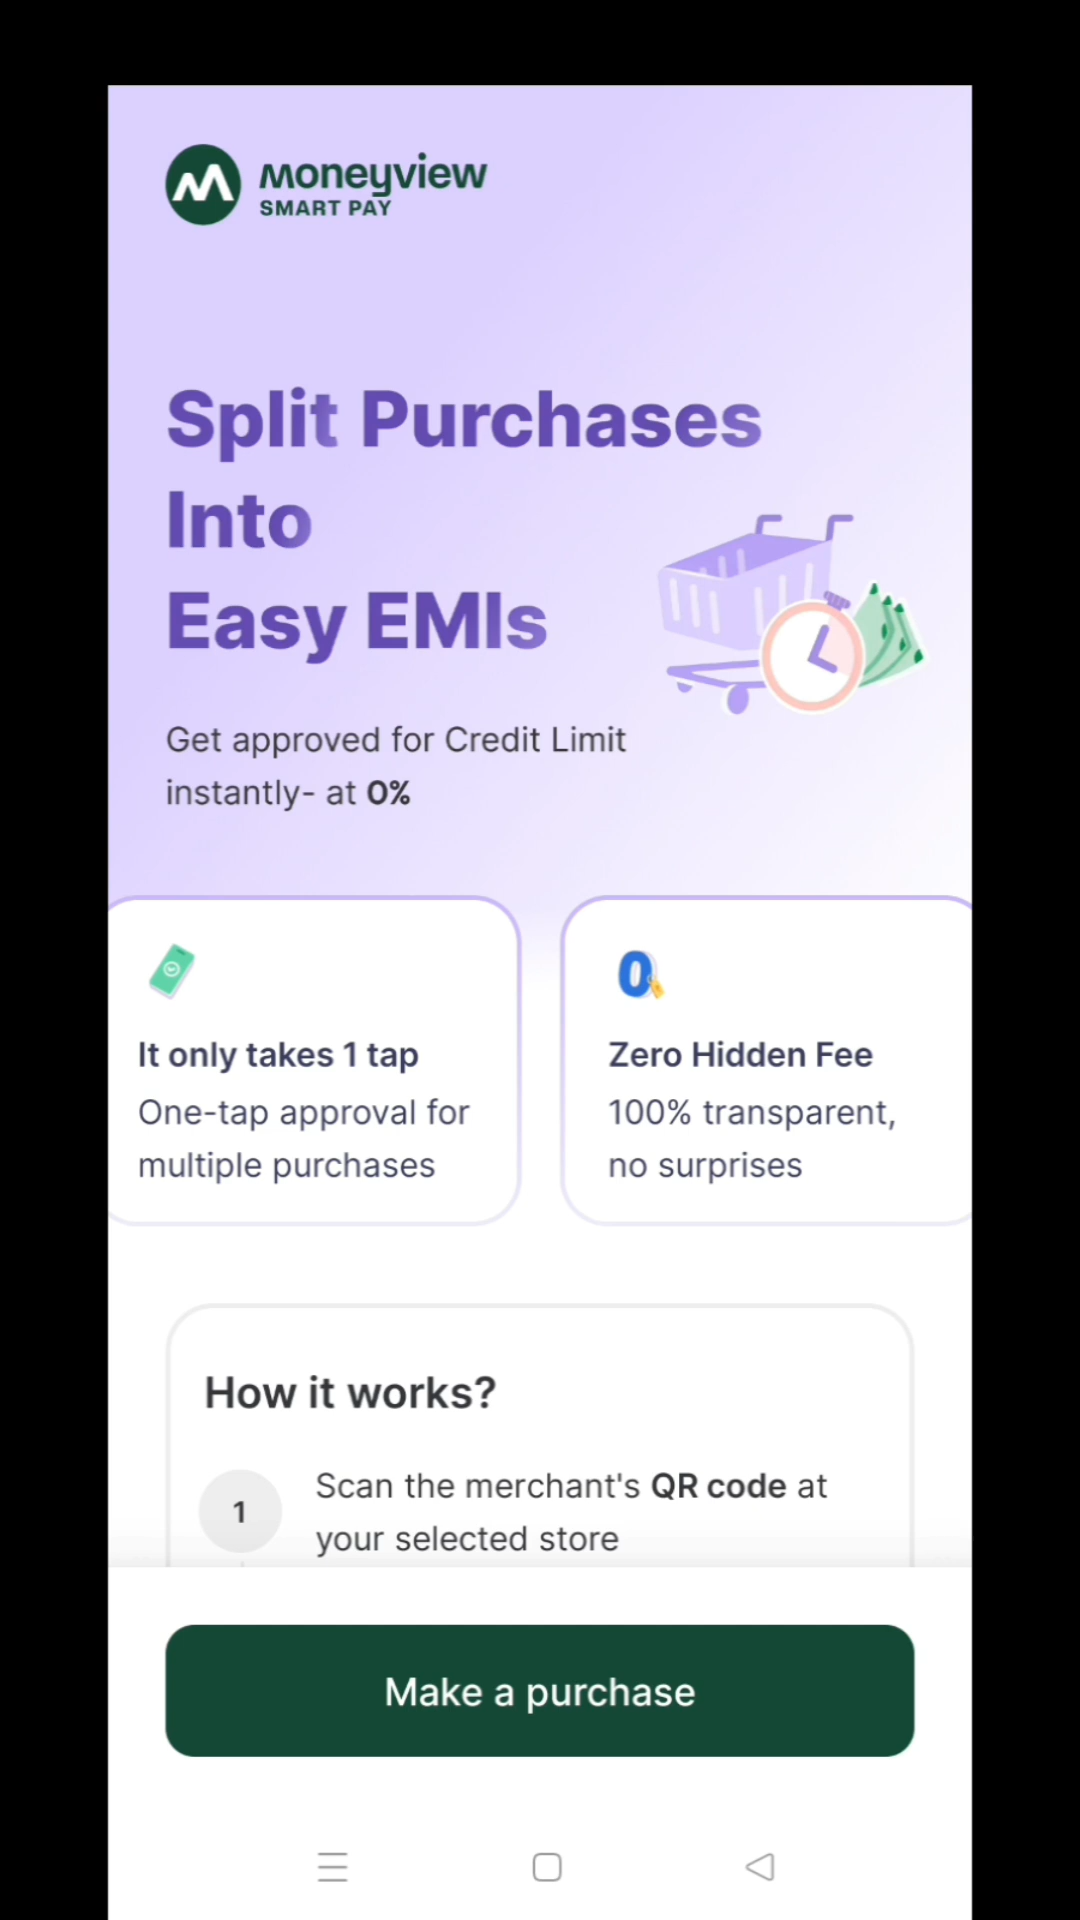 moneyview
SMART PAY
Split Purchases
Into
Easy EMIs
Get approved for Credit Limit
instantly- at 0%
It only takes 1 tap
One-tap approval for
multiple purchases
0
Zero Hidden Fee
100% transparent,
no surprises
How it works?
1
Scan the merchant's QR code at
your selected store
Make a purchase